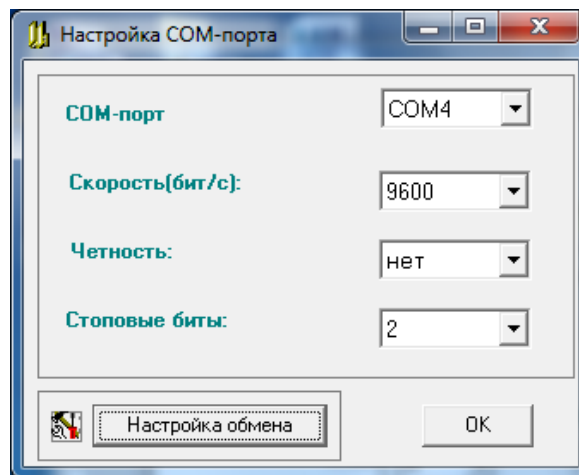 Настройка COM-порта
COM-порт
COM4
Скорость(бит/с):
9600
Четность:
нет
Стоповые биты:
2
Настройка обмена
OK